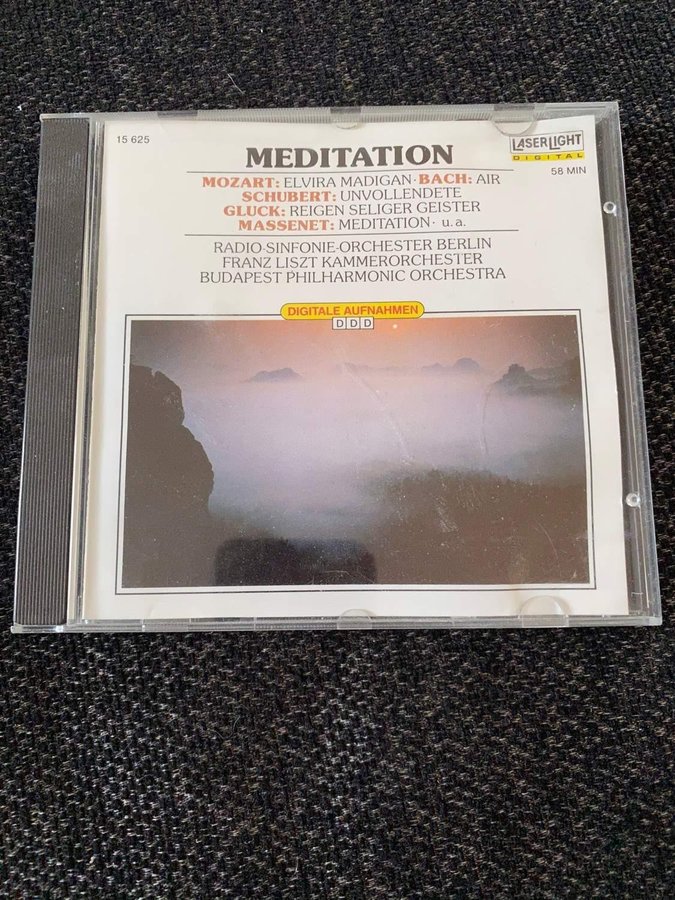 15 625
LASERLIGHT
DIGITAL
58 MIN
MEDITATION
MOZART: ELVIRA MADIGAN · BACH: AIR
SCHUBERT: UNVOLLENDETE
GLUCK: REIGEN SELIGER GEISTER
MASSENET: MEDITATION · u.a.
RADIO-SINFONIE-ORCHESTER BERLIN
FRANZ LISZT KAMMERORCHESTER
BUDAPEST PHILHARMONIC ORCHESTRA
DIGITALE AUFNAHMEN
DDD